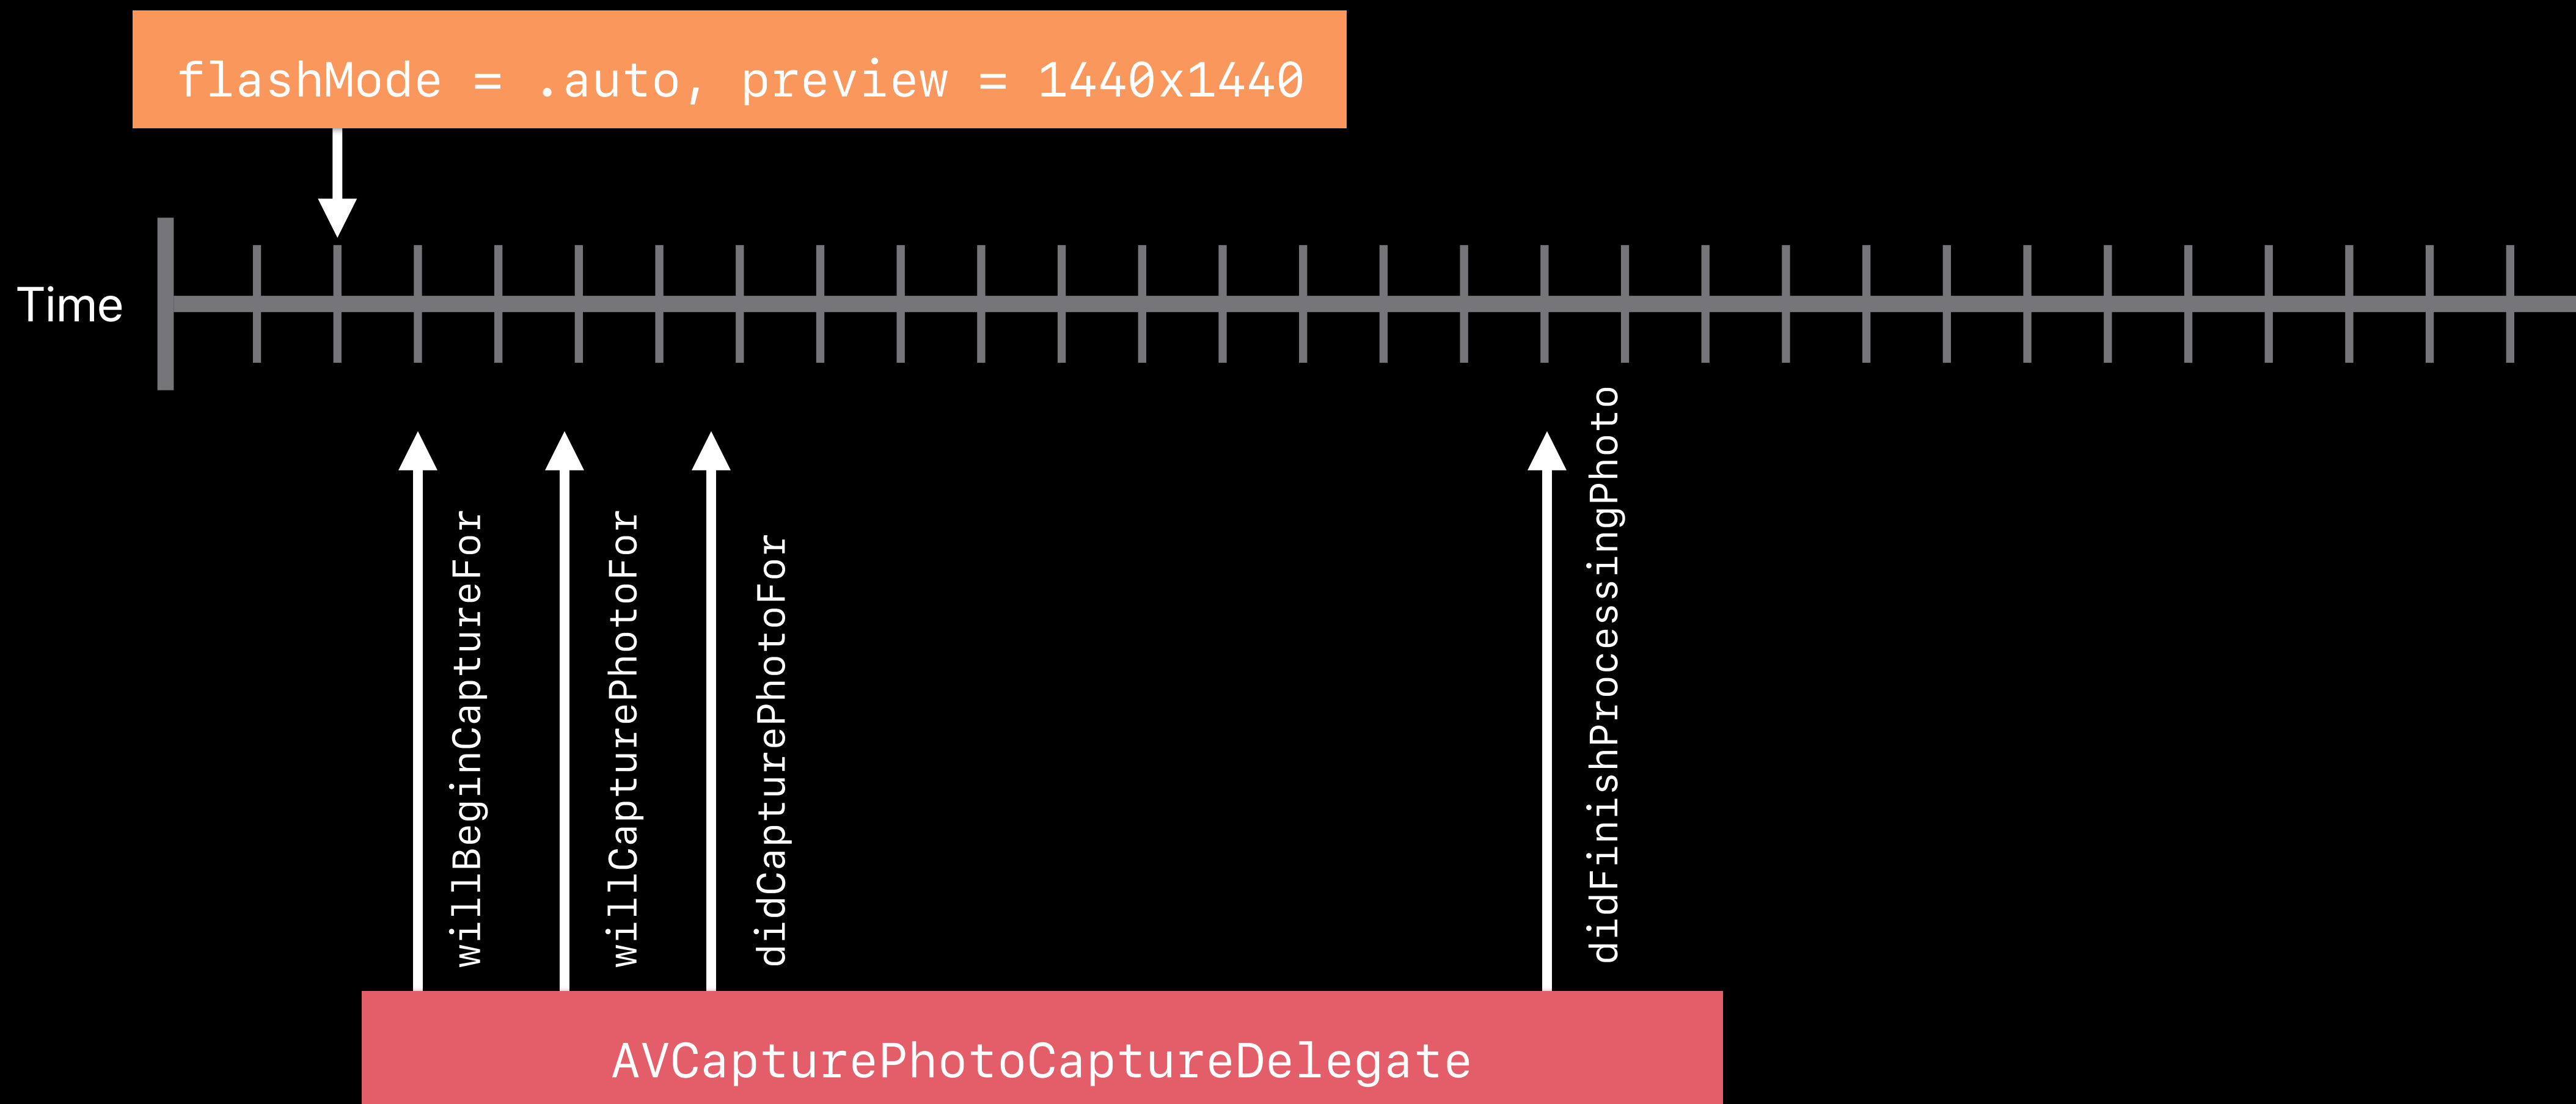 flashMode = .auto, preview = 1440x1440
Time
willBeginCaptureFor
willCapturePhotoFor
didCapturePhotoFor
didFinishProcessingPhoto
AVCapturePhotoCaptureDelegate